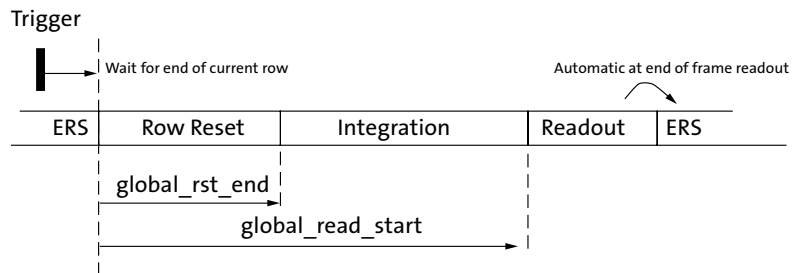 Trigger
Wait for end of current row
Automatic at end of frame readout
ERS Row Reset Integration Readout ERS
global_rst_end
global_read_start